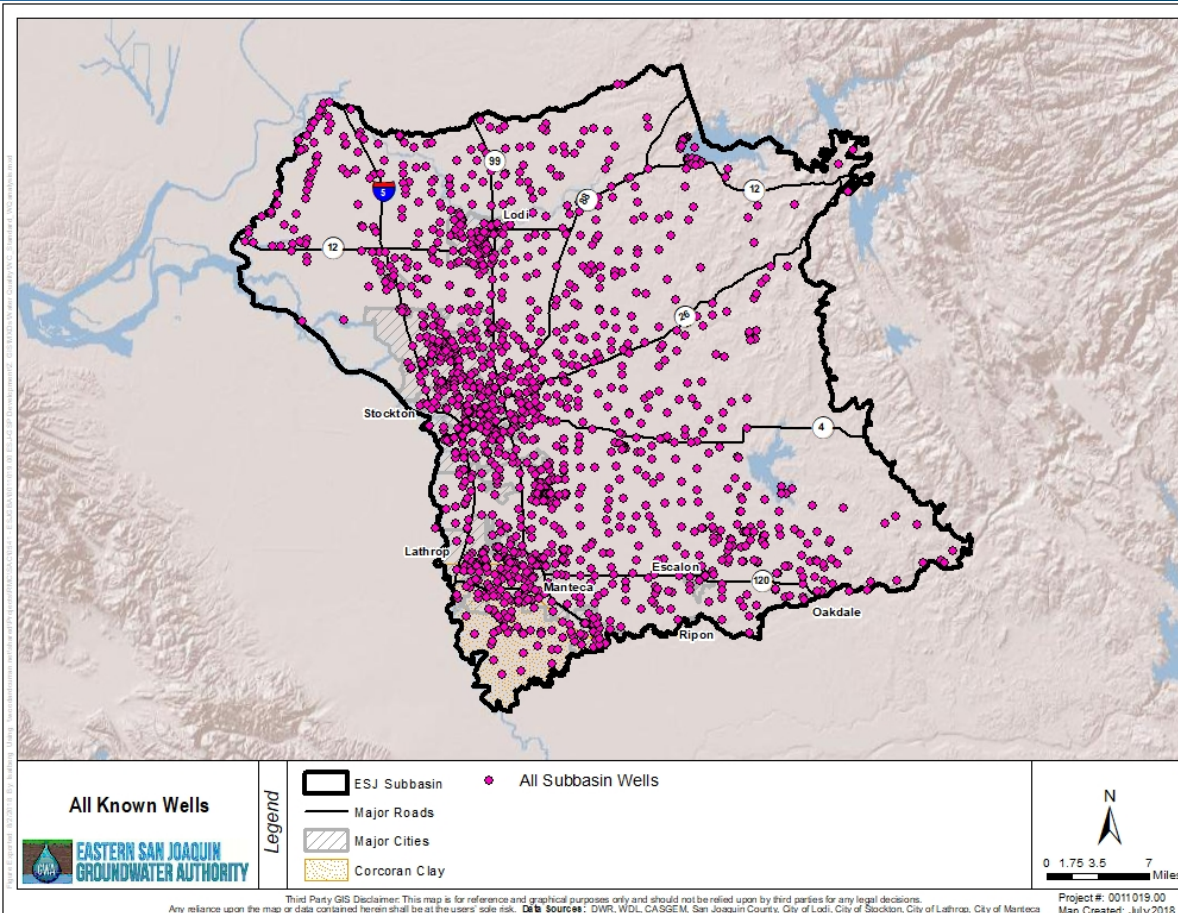 99
5
88
12
Lodi
12
26
Stockton
4
Lathrop
Escalon
120
Manteca
Oakdale
Ripon
All Known Wells
GWA
EASTERN SAN JOAQUIN
GROUNDWATER AUTHORITY
Legend
ESJ Subbasin
All Subbasin Wells
Major Roads
Major Cities
Corcoran Clay
N
0 1.75 3.5 7
Miles
Third Party GIS Disclaimer: This map is for reference and graphical purposes only and should not be relied upon by third parties for any legal decisions.
Any reliance upon the map or data contained herein shall be at the users' sole risk. Data Sources: DWR, WDL, CASGEM, San Joaquin County, City of Lodi, City of Stockton, City of Lathrop, City of Manteca
Project #: 0011019.00
Map Created: July 2018